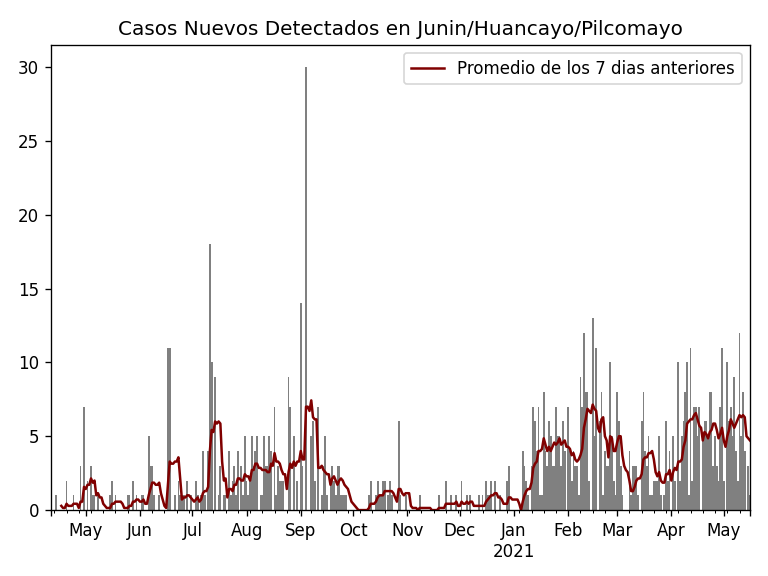 Casos Nuevos Detectados en Junin/Huancayo/Pilcomayo
Promedio de los 7 dias anteriores
30
25
20
15
10
5
0
May Jun Jul Aug Sep Oct Nov Dec Jan Feb Mar Apr May
2021